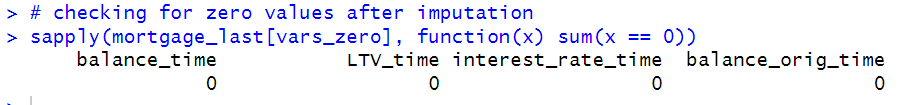 > # checking for zero values after imputation
> sapply(mortgage_last[vars_zero], function(x) sum(x == 0))
      balance_time           LTV_time interest_rate_time  balance_orig_time
                 0                  0                  0                  0
>